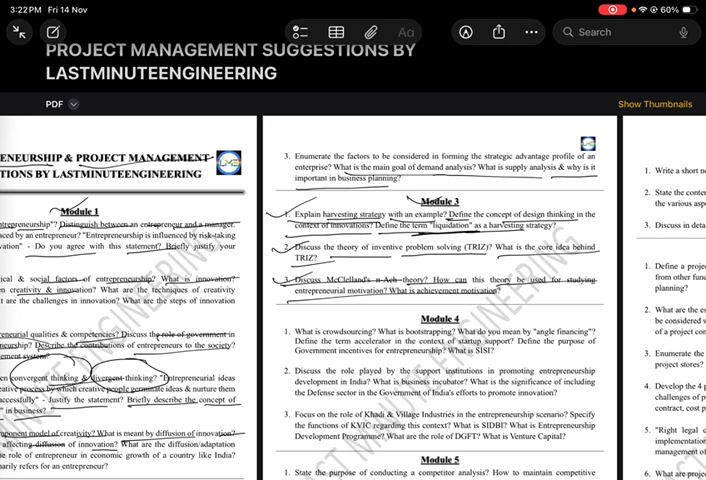 3:22 PM Fri 14 Nov
60%
Aa
Search
PROJECT MANAGEMENT SUGGESTIONS BY
LASTMINUTEENGINEERING
PDF
Show Thumbnails
ENEURSHIP & PROJECT MANAGEMENT
TIONS BY LASTMINUTEENGINEERING
LME
Module 1
ntrepreneurship"? Distinguish between an entrepreneur and a manager.
aced by an entrepreneur? "Entrepreneurship is influenced by risk-taking
vation" - Do you agree with this statement? Briefly justify your
ical & social factors of entrepreneurship? What is innovation?
en creativity & innovation? What are the techniques of creativity
t are the challenges in innovation? What are the steps of innovation
reneurial qualities & competencies? Discuss the role of government in
neurship? Describe the contributions of entrepreneurs to the society?
ement system?
en convergent thinking & divergent thinking? "Entrepreneurial ideas
eative process by which creative people germinate ideas & nurture them
uccessfully" - Justify the statement? Briefly describe the concept of
" in business?
mponent model of creativity? What is meant by diffusion of innovation?
affecting diffusion of innovation? What are the diffusion/adaptation
e role of entrepreneur in economic growth of a country like India?
narily refers for an entrepreneur?
3. Enumerate the factors to be considered in forming the strategic advantage profile of an
enterprise? What is the main goal of demand analysis? What is supply analysis & why is it
important in business planning?
Module 3
1. Explain harvesting strategy with an example? Define the concept of design thinking in the
context of innovations? Define the term "liquidation" as a harvesting strategy?
2. Discuss the theory of inventive problem solving (TRIZ)? What is the core idea behind
TRIZ?
3. Discuss McClelland's n-Ach theory? How can this theory be used for studying
entrepreneurial motivation? What is achievement motivation?
Module 4
1. What is crowdsourcing? What is bootstrapping? What do you mean by "angle financing"?
Define the term accelerator in the context of startup support? Define the purpose of
Government incentives for entrepreneurship? What is SISI?
2. Discuss the role played by the support institutions in promoting entrepreneurship
development in India? What is business incubator? What is the significance of including
the Defense sector in the Government of India's efforts to promote innovation?
3. Focus on the role of Khadi & Village Industries in the entrepreneurship scenario? Specify
the functions of KVIC regarding this context? What is SIDBI? What is Entrepreneurship
Development Programme? What are the role of DGFT? What is Venture Capital?
Module 5
1. State the purpose of conducting a competitor analysis? How to maintain competitive
LAST MINUTE ENGINEERING
1. Write a short n
2. State the conte
the various aspe
3. Discuss in deta
1. Define a projec
from other func
planning?
2. What are the es
be considered v
of a project con
3. Enumerate the
project stores?
4. Develop the 4 p
challenges of p
contract, cost p
5. "Right legal c
implementation
management of
6. What are projec